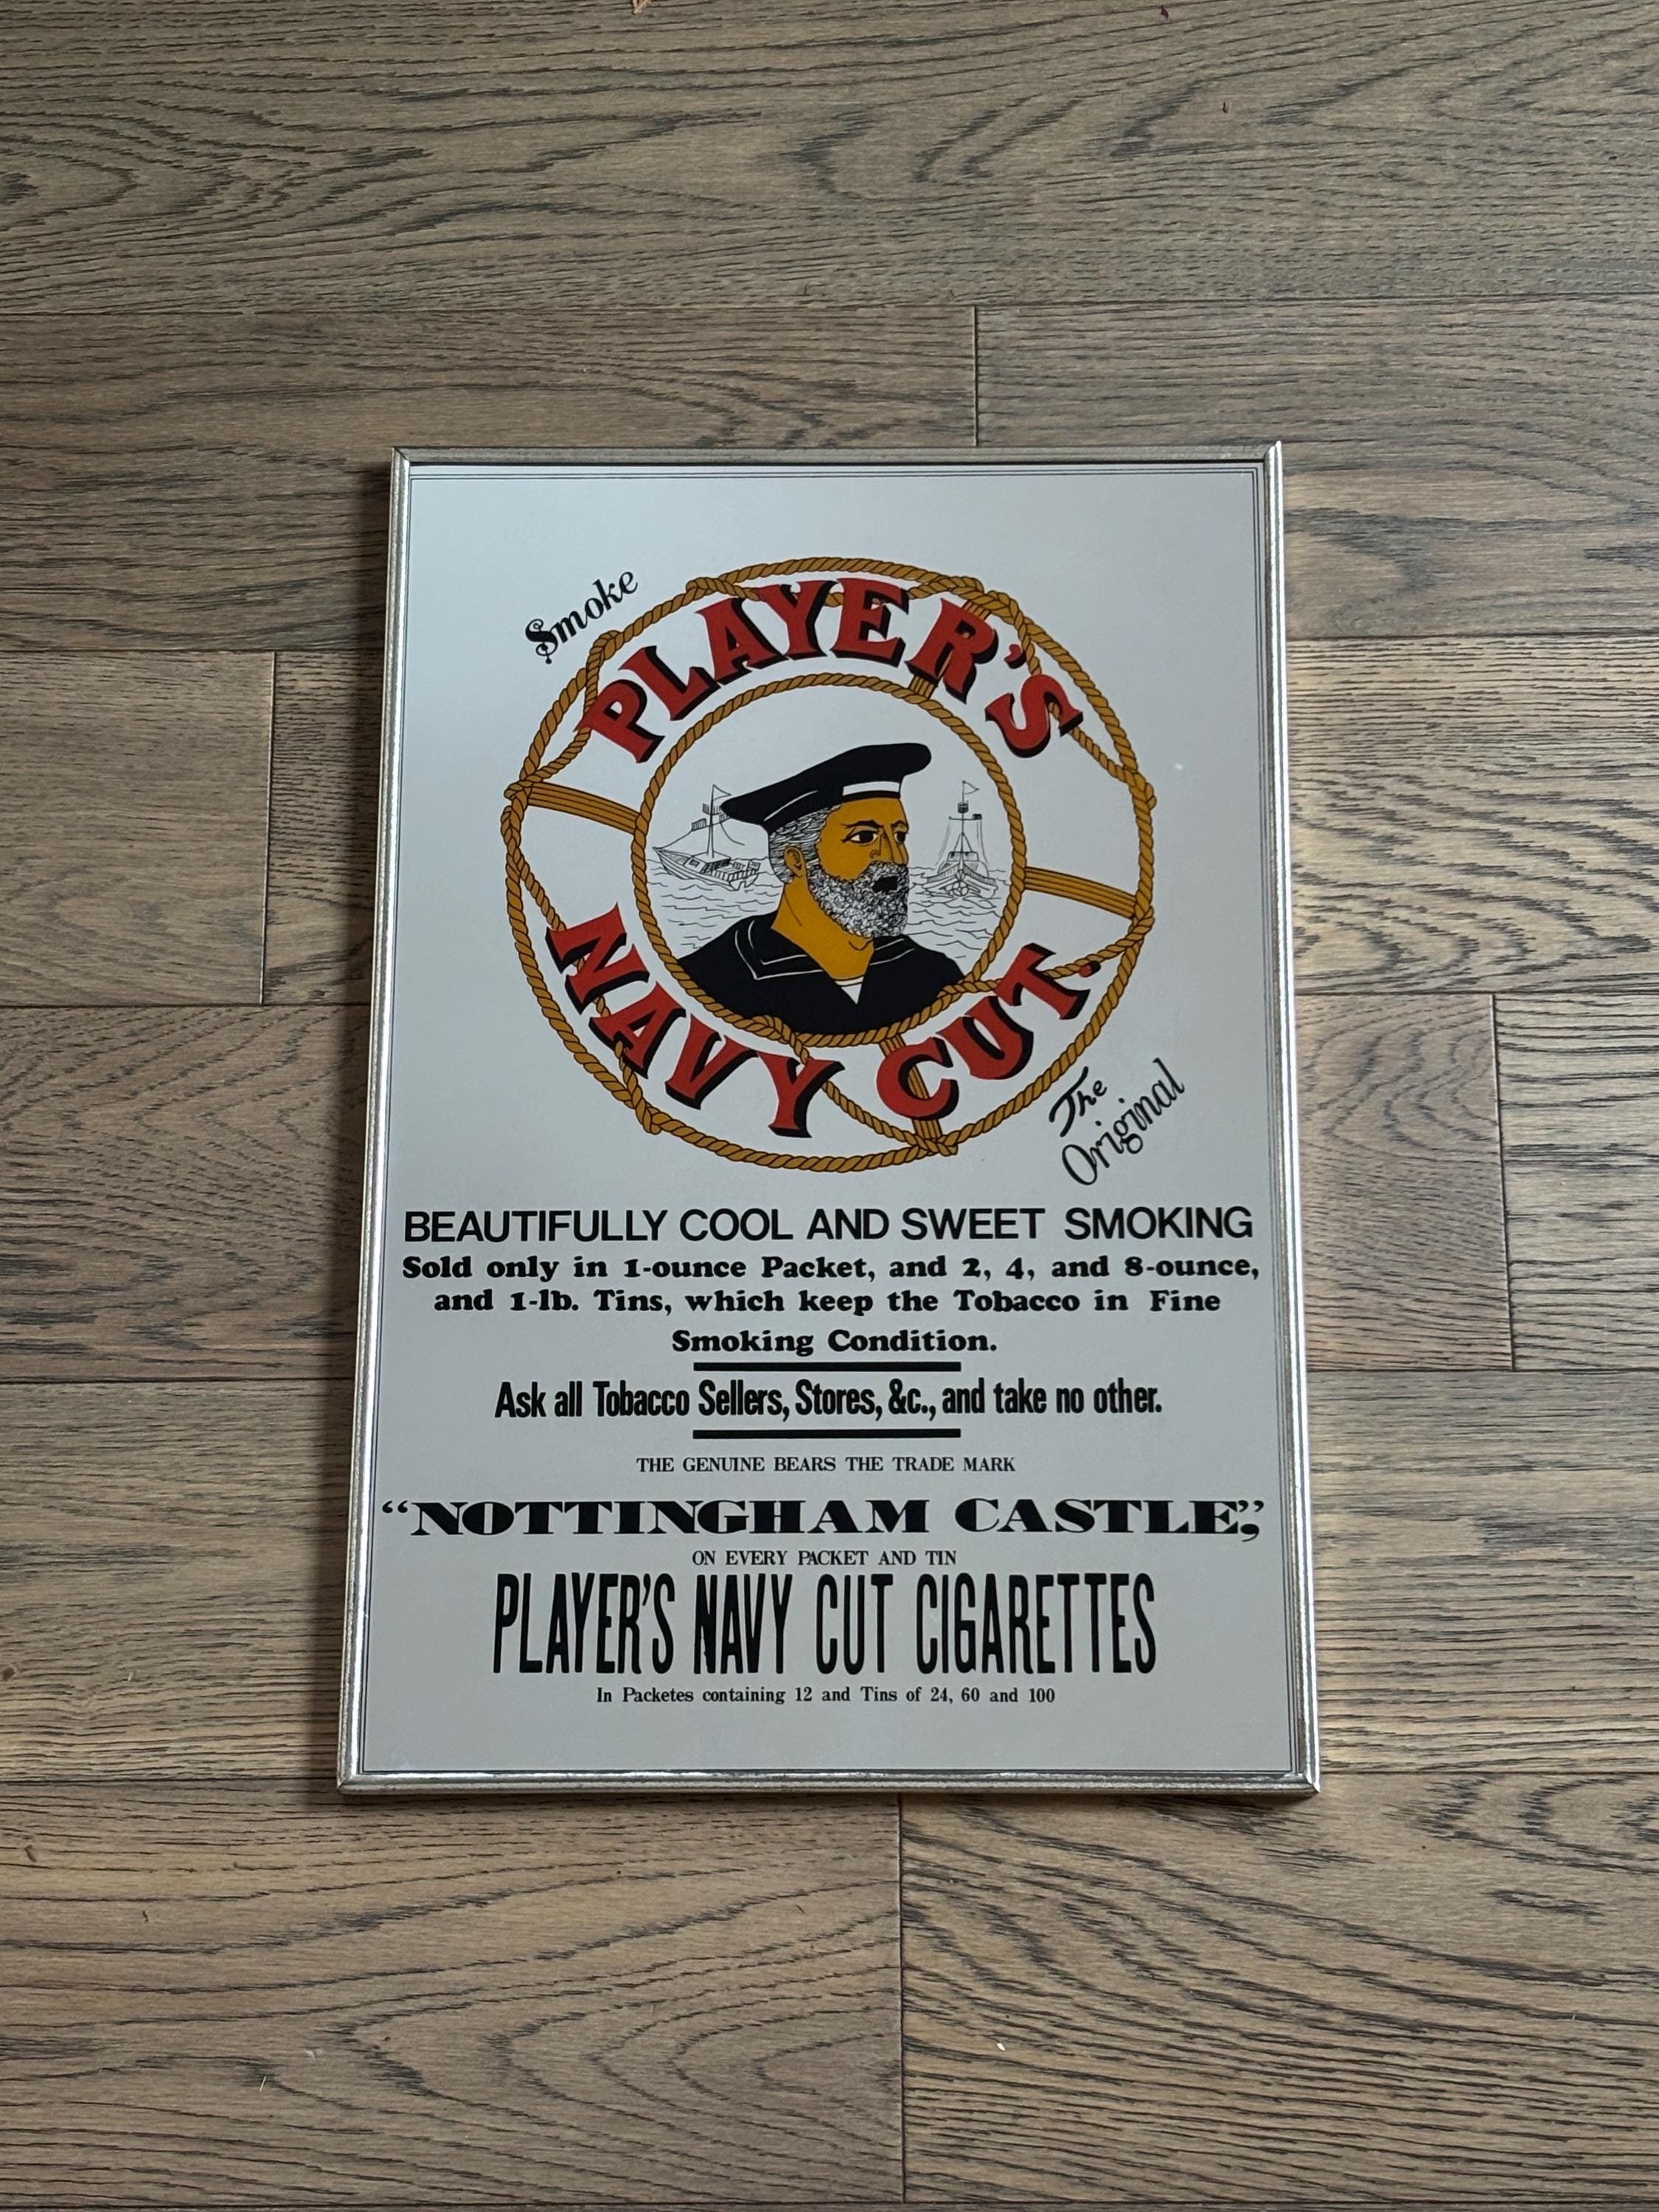 Smoke
PLAYER'S
NAVY CUT.
The
Original
BEAUTIFULLY COOL AND SWEET SMOKING
Sold only in 1-ounce Packet, and 2, 4, and 8-ounce,
and 1-lb. Tins, which keep the Tobacco in Fine
Smoking Condition.
Ask all Tobacco Sellers, Stores, &c., and take no other.
THE GENUINE BEARS THE TRADE MARK
“NOTTINGHAM CASTLE,”
ON EVERY PACKET AND TIN
PLAYER'S NAVY CUT CIGARETTES
In Packetes containing 12 and Tins of 24, 60 and 100